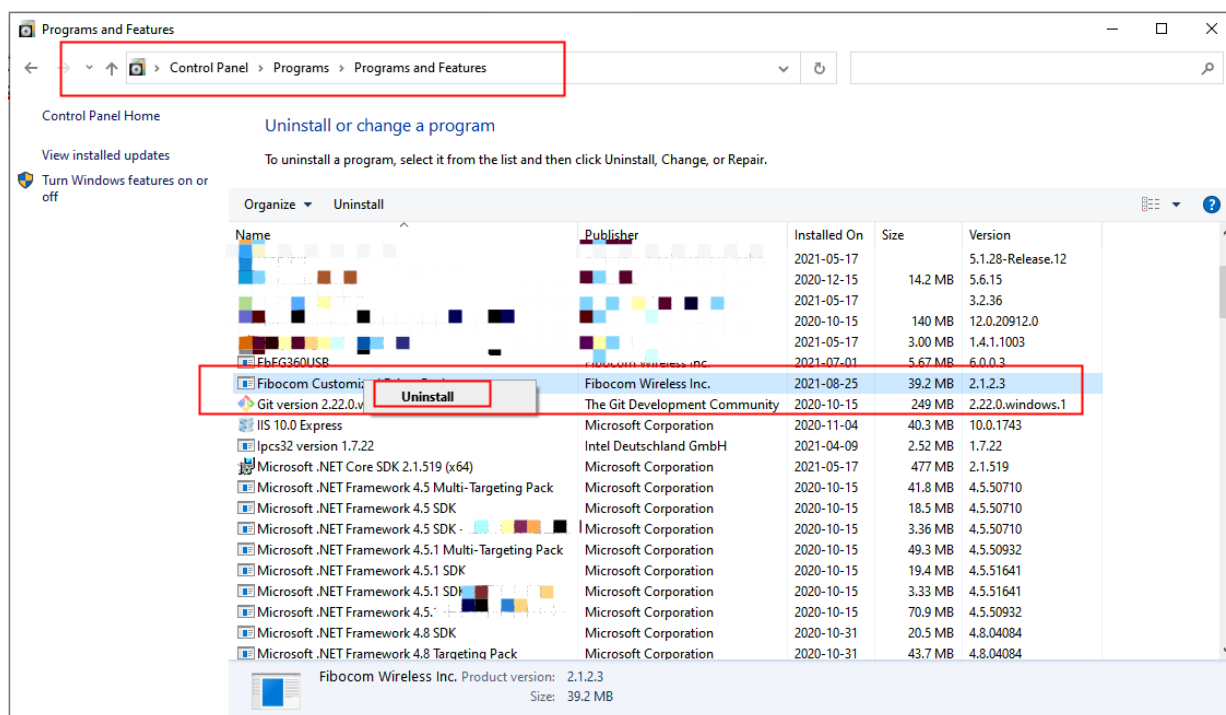 Programs and Features
Control Panel > Programs > Programs and Features
Control Panel Home
View installed updates
Turn Windows features on or
off
Uninstall or change a program
To uninstall a program, select it from the list and then click Uninstall, Change, or Repair.
Organize Uninstall
Name Publisher Installed On Size Version
2021-05-17 5.1.28-Release.12
2020-12-15 14.2 MB 5.6.15
2021-05-17 3.2.36
2020-10-15 140 MB 12.0.20912.0
2021-05-17 3.00 MB 1.4.1.1003
FbFG360USB Fibocom Wireless Inc. 2021-07-01 5.67 MB 6.0.0.3
Fibocom Customiz Fibocom Wireless Inc. 2021-08-25 39.2 MB 2.1.2.3
Uninstall
Git version 2.22.0.w The Git Development Community 2020-10-15 249 MB 2.22.0.windows.1
IIS 10.0 Express Microsoft Corporation 2020-11-04 40.3 MB 10.0.1743
Ipcs32 version 1.7.22 Intel Deutschland GmbH 2021-04-09 2.52 MB 1.7.22
Microsoft .NET Core SDK 2.1.519 (x64) Microsoft Corporation 2021-05-17 477 MB 2.1.519
Microsoft .NET Framework 4.5 Multi-Targeting Pack Microsoft Corporation 2020-10-15 41.8 MB 4.5.50710
Microsoft .NET Framework 4.5 SDK Microsoft Corporation 2020-10-15 18.5 MB 4.5.50710
Microsoft .NET Framework 4.5 SDK - Microsoft Corporation 2020-10-15 3.36 MB 4.5.50710
Microsoft .NET Framework 4.5.1 Multi-Targeting Pack Microsoft Corporation 2020-10-15 49.3 MB 4.5.50932
Microsoft .NET Framework 4.5.1 SDK Microsoft Corporation 2020-10-15 19.4 MB 4.5.51641
Microsoft .NET Framework 4.5.1 SDK Microsoft Corporation 2020-10-15 3.33 MB 4.5.51641
Microsoft .NET Framework 4.5. Microsoft Corporation 2020-10-15 70.9 MB 4.5.50932
Microsoft .NET Framework 4.8 SDK Microsoft Corporation 2020-10-31 20.5 MB 4.8.04084
Microsoft .NET Framework 4.8 Targeting Pack Microsoft Corporation 2020-10-31 43.7 MB 4.8.04084
Fibocom Wireless Inc. Product version: 2.1.2.3
Size: 39.2 MB